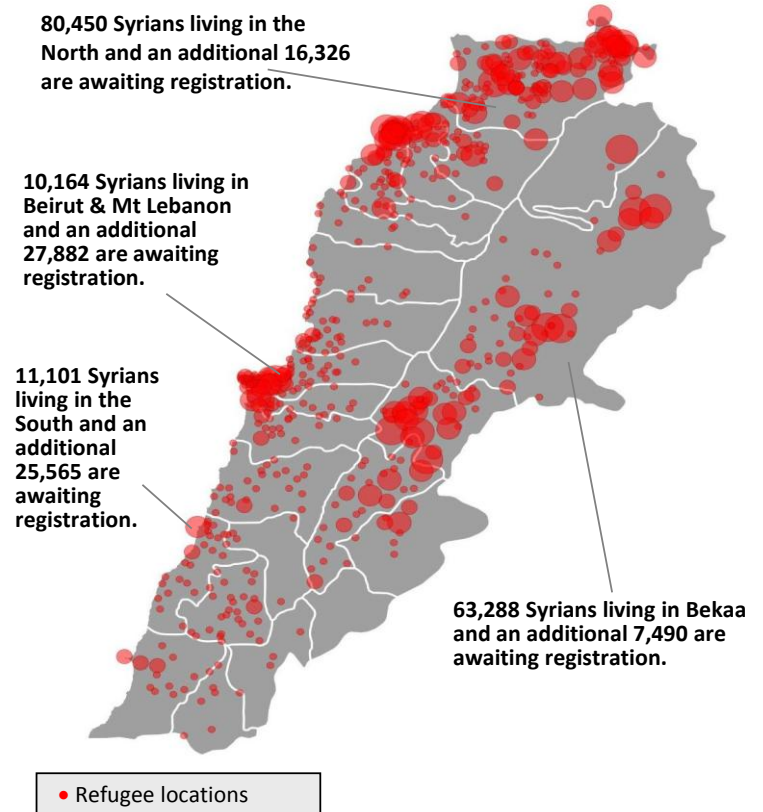 80,450 Syrians living in the
North and an additional 16,326
are awaiting registration.
10,164 Syrians living in
Beirut & Mt Lebanon
and an additional
27,882 are awaiting
registration.
11,101 Syrians
living in the
South and an
additional
25,565 are
awaiting
registration.
63,288 Syrians living in Bekaa
and an additional 7,490 are
awaiting registration.
Refugee locations